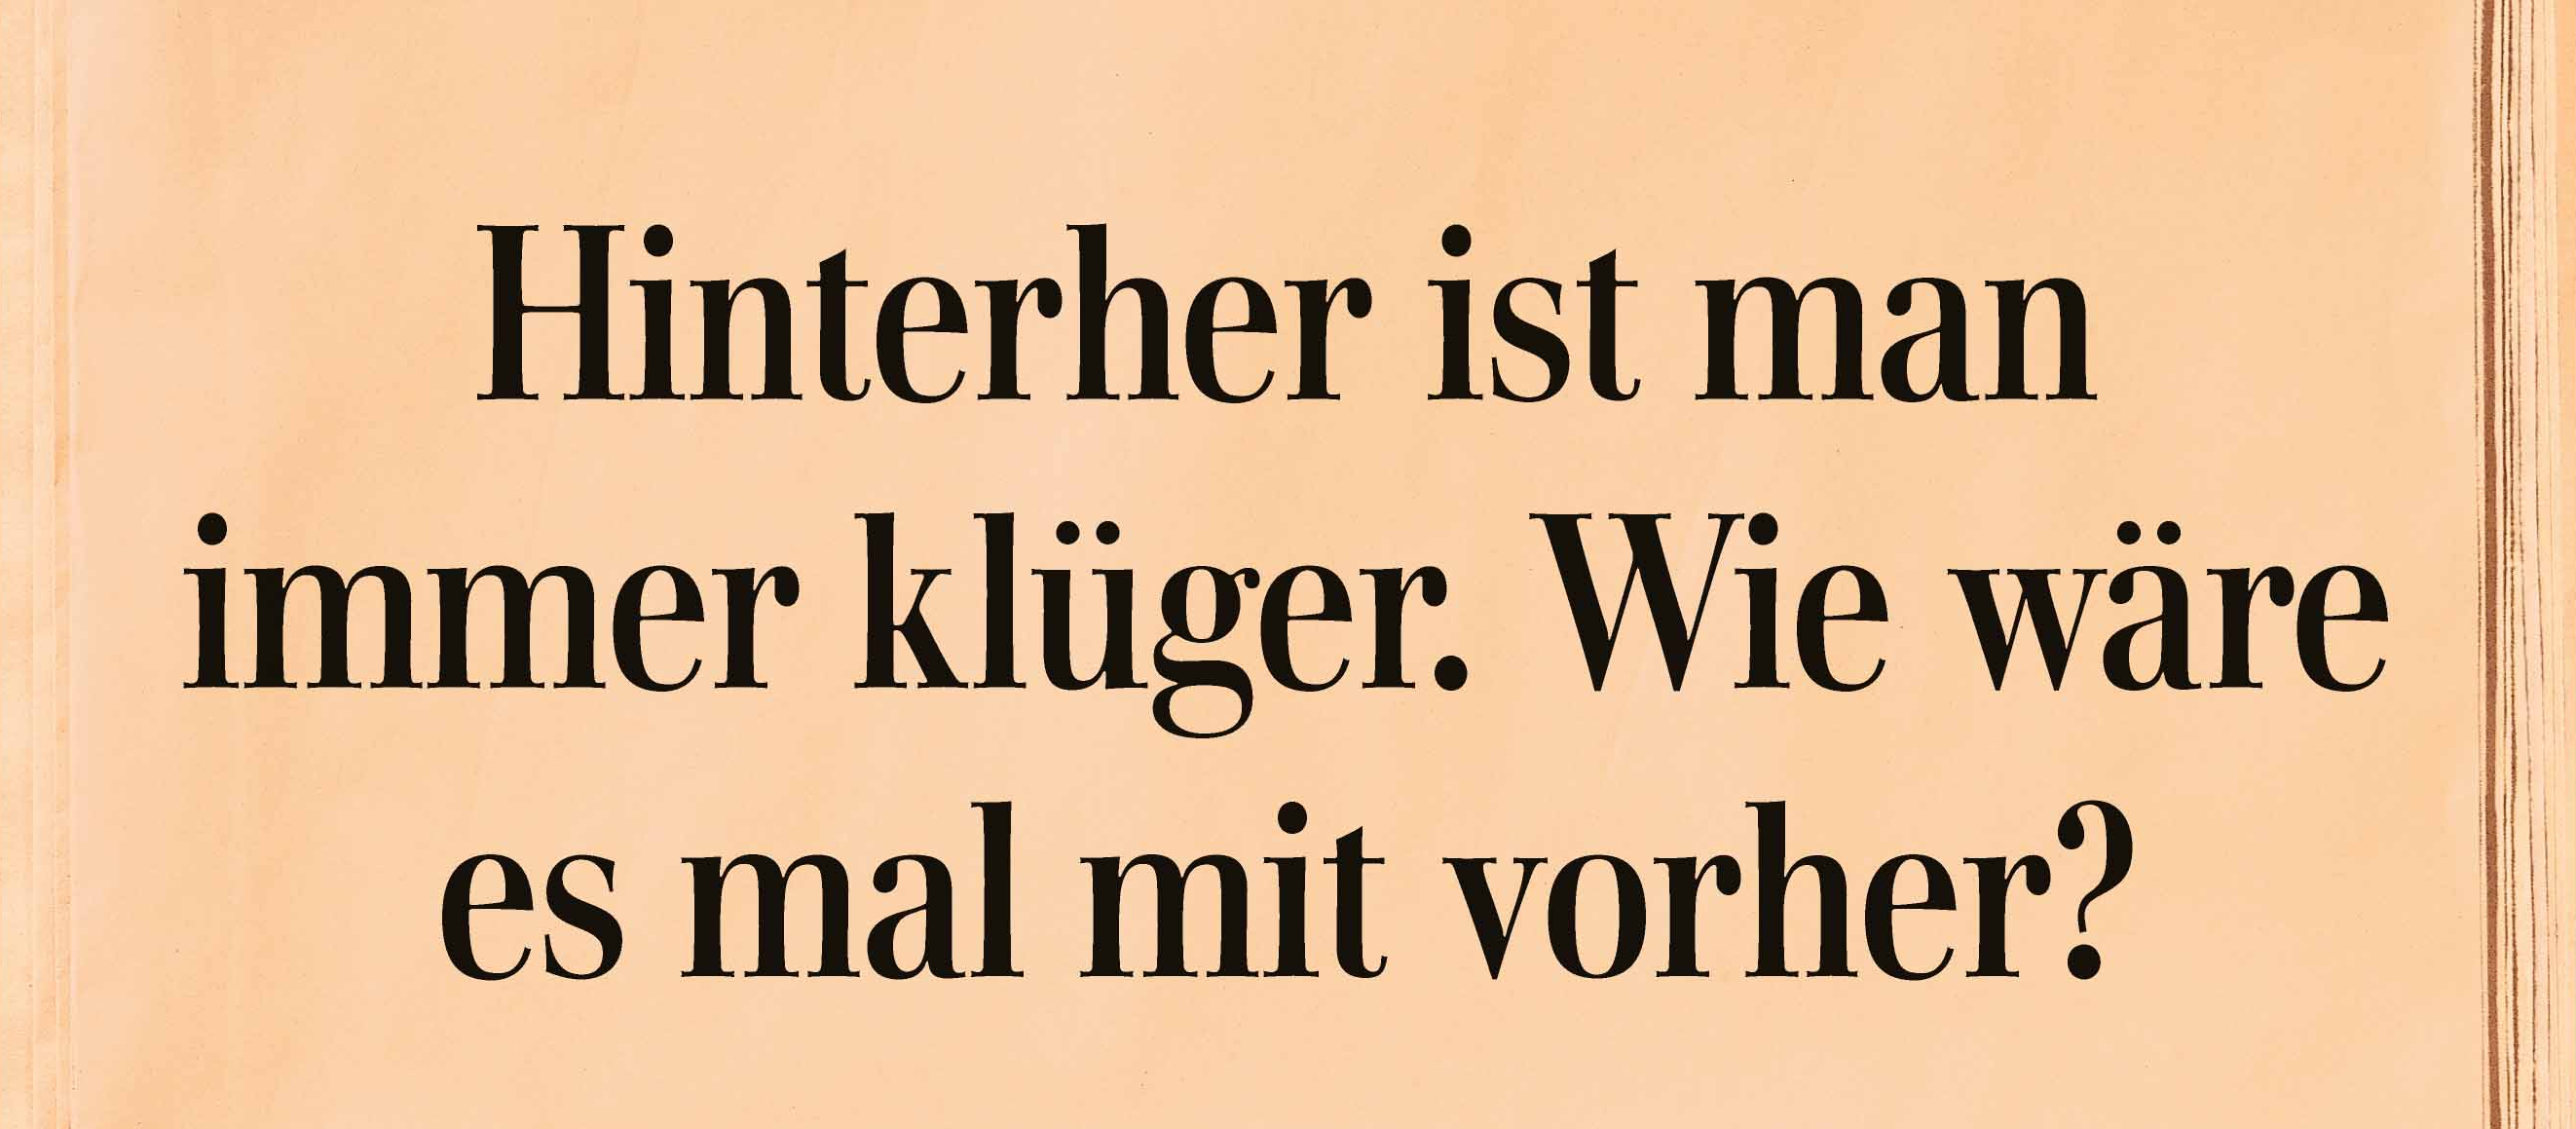 Hinterher ist man
immer klüger. Wie wäre
es mal mit vorher?